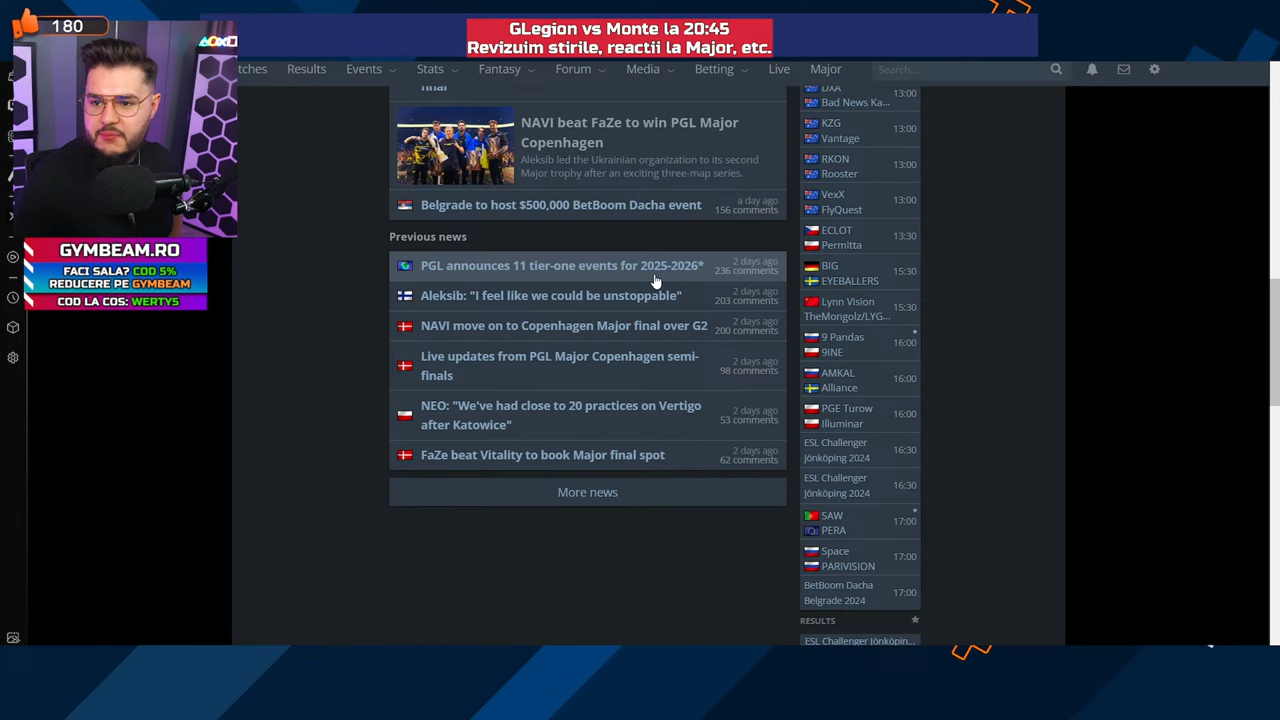 180
GLegion vs Monte la 20:45
Revizuim stirile, reactii la Major, etc.
tches Results Events Stats Fantasy Forum Media Betting Live Major Search...
final
NAVI beat FaZe to win PGL Major
Copenhagen
Aleksib led the Ukrainian organization to its second
Major trophy after an exciting three-map series.
Belgrade to host $500,000 BetBoom Dacha event
a day ago
156 comments
Previous news
PGL announces 11 tier-one events for 2025-2026*
2 days ago
236 comments
Aleksib: "I feel like we could be unstoppable"
2 days ago
203 comments
NAVI move on to Copenhagen Major final over G2
2 days ago
200 comments
Live updates from PGL Major Copenhagen semi-
finals
2 days ago
98 comments
NEO: "We've had close to 20 practices on Vertigo
after Katowice"
2 days ago
53 comments
FaZe beat Vitality to book Major final spot
2 days ago
62 comments
More news
GYMBEAM.RO
FACI SALA? COD 5%
REDUCERE PE GYMBEAM
COD LA COS: WERTY5
DXA
Bad News Ka...
13:00
KZG
Vantage
13:00
RKON
Rooster
13:00
VexX
FlyQuest
13:00
ECLOT
Permitta
13:30
BIG
EYEBALLERS
15:30
Lynn Vision
TheMongolz/LYG...
15:30
9 Pandas
9INE
16:00
AMKAL
Alliance
16:00
PGE Turow
Illuminar
16:00
ESL Challenger
Jönköping 2024
16:30
ESL Challenger
Jönköping 2024
16:30
SAW
PERA
17:00
Space
PARIVISION
17:00
BetBoom Dacha
Belgrade 2024
17:00
RESULTS
ESL Challenger Jönköpin...